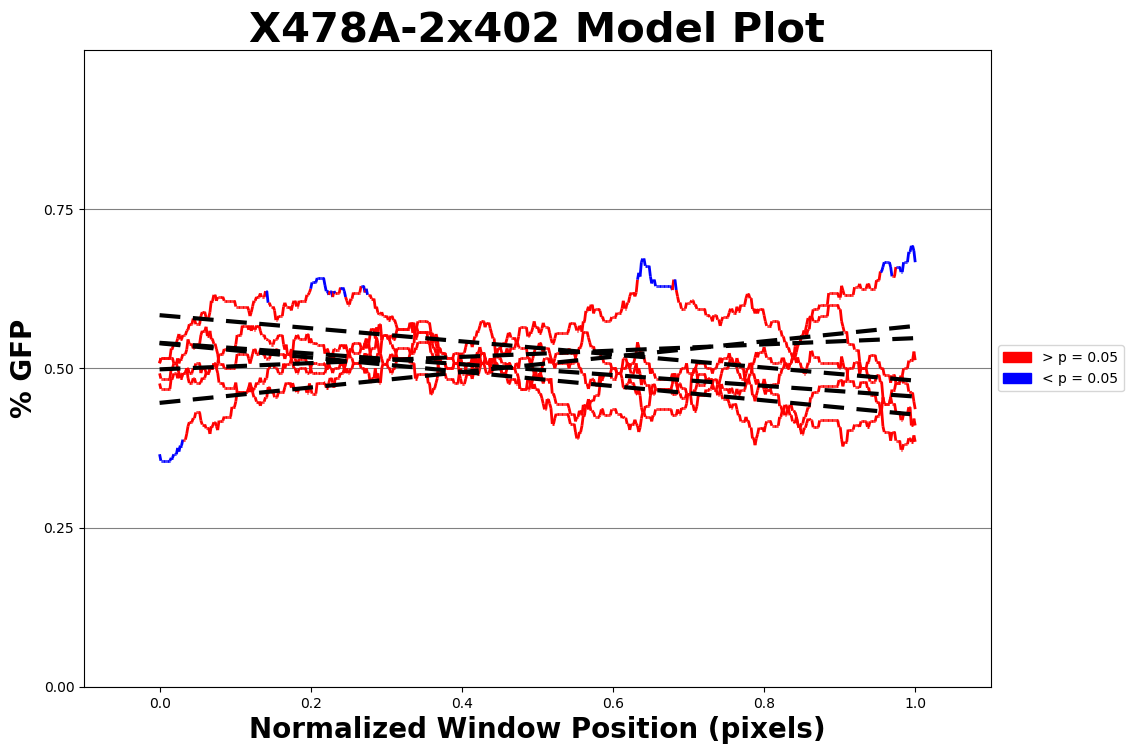 X478A-2x402 Model Plot
% GFP
0.75
0.50
0.25
0.00
0.0 0.2 0.4 0.6 0.8 1.0
Normalized Window Position (pixels)
> p = 0.05
< p = 0.05